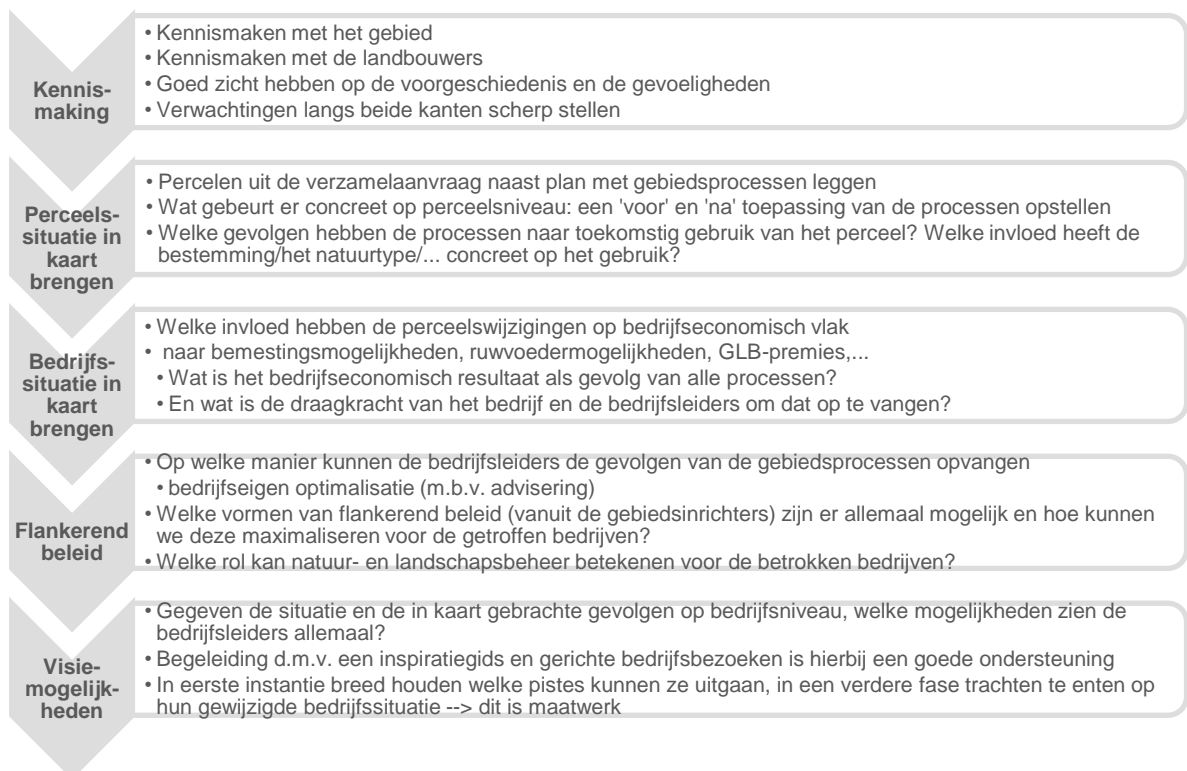 Kennis-
making
• Kennismaken met het gebied
• Kennismaken met de landbouwers
• Goed zicht hebben op de voorgeschiedenis en de gevoeligheden
• Verwachtingen langs beide kanten scherp stellen
Perceels-
situatie in
kaart
brengen
• Percelen uit de verzamelaanvraag naast plan met gebiedsprocessen leggen
• Wat gebeurt er concreet op perceelsniveau: een 'voor' en 'na' toepassing van de processen opstellen
• Welke gevolgen hebben de processen naar toekomstig gebruik van het perceel? Welke invloed heeft de
bestemming/het natuurtype/... concreet op het gebruik?
Bedrijfs-
situatie in
kaart
brengen
• Welke invloed hebben de perceelswijzigingen op bedrijfseconomisch vlak
• naar bemestingsmogelijkheden, ruwvoedermogelijkheden, GLB-premies,...
• Wat is het bedrijfseconomisch resultaat als gevolg van alle processen?
• En wat is de draagkracht van het bedrijf en de bedrijfsleiders om dat op te vangen?
Flankerend
beleid
• Op welke manier kunnen de bedrijfsleiders de gevolgen van de gebiedsprocessen opvangen
• bedrijfseigen optimalisatie (m.b.v. advisering)
• Welke vormen van flankerend beleid (vanuit de gebiedsinrichters) zijn er allemaal mogelijk en hoe kunnen
we deze maximaliseren voor de getroffen bedrijven?
• Welke rol kan natuur- en landschapsbeheer betekenen voor de betrokken bedrijven?
Visie-
mogelijk-
heden
• Gegeven de situatie en de in kaart gebrachte gevolgen op bedrijfsniveau, welke mogelijkheden zien de
bedrijfsleiders allemaal?
• Begeleiding d.m.v. een inspiratiegids en gerichte bedrijfsbezoeken is hierbij een goede ondersteuning
• In eerste instantie breed houden welke pistes kunnen ze uitgaan, in een verdere fase trachten te enten op
hun gewijzigde bedrijfssituatie --> dit is maatwerk